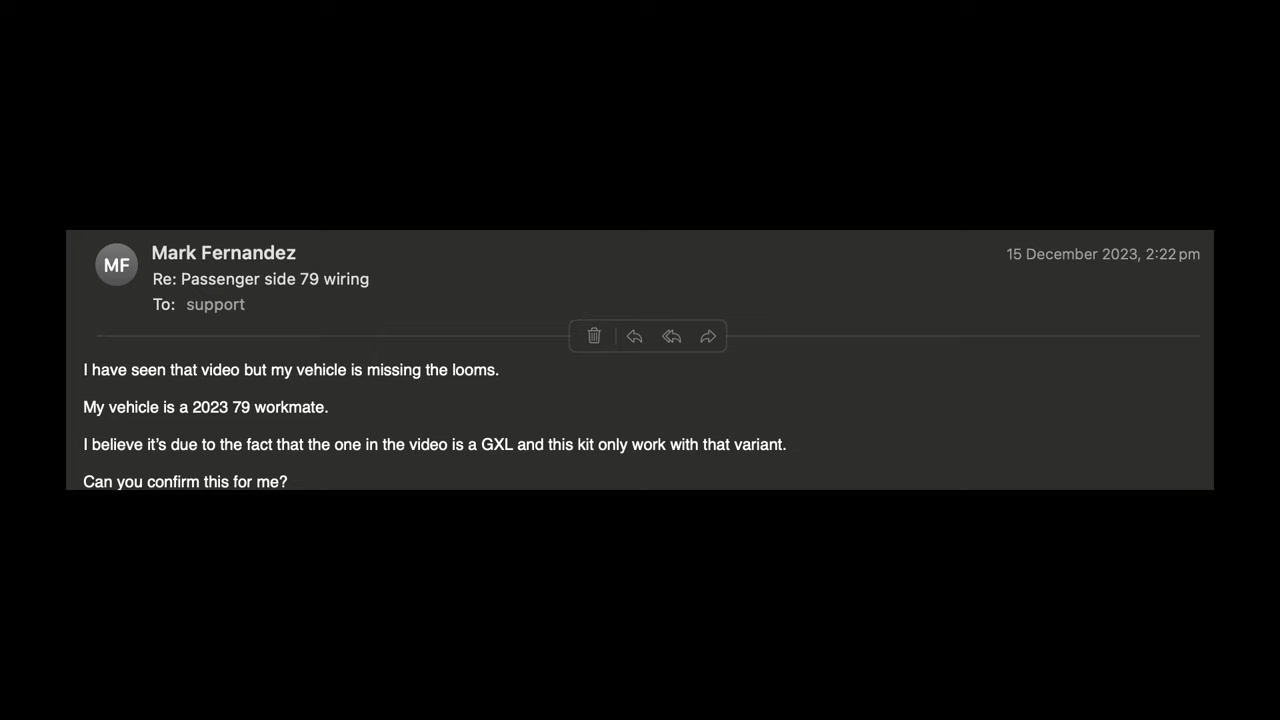 MF
Mark Fernandez
15 December 2023, 2:22 pm
Re: Passenger side 79 wiring
To: support
I have seen that video but my vehicle is missing the looms.
My vehicle is a 2023 79 workmate.
I believe it’s due to the fact that the one in the video is a GXL and this kit only work with that variant.
Can you confirm this for me?